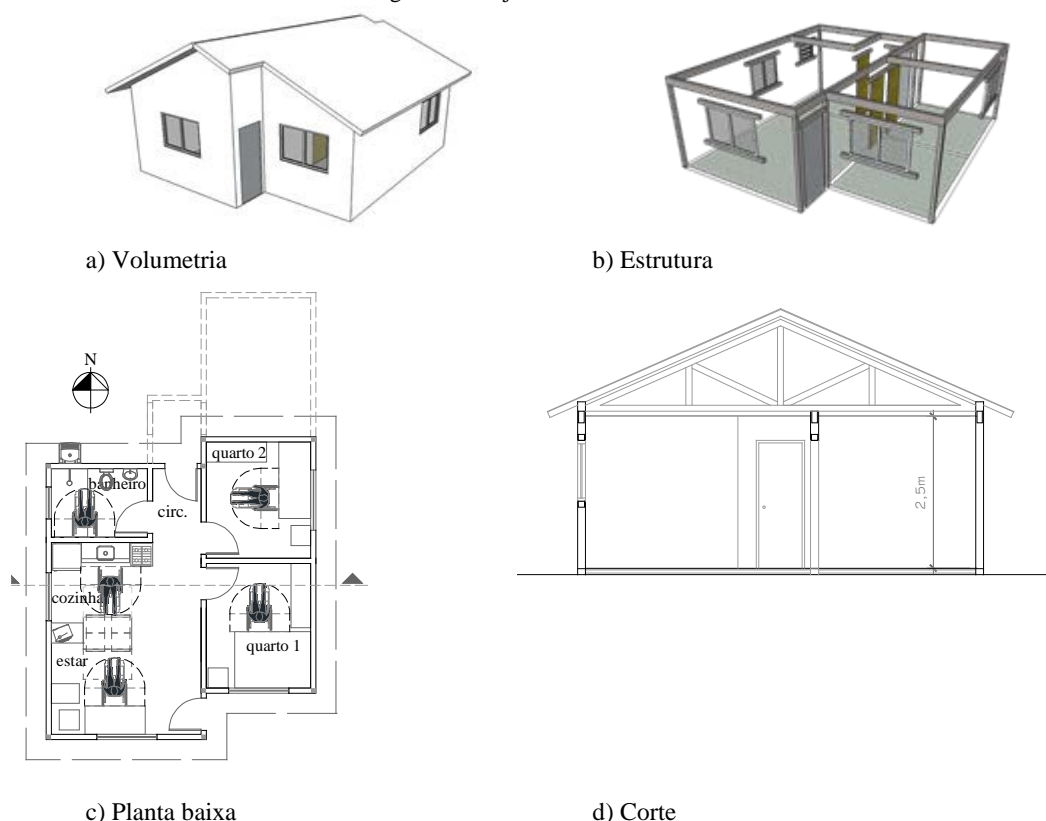 a) Volumetria
b) Estrutura
N
quarto 2
banheiro
circ.
cozinha
estar
quarto 1
2,5m
c) Planta baixa
d) Corte